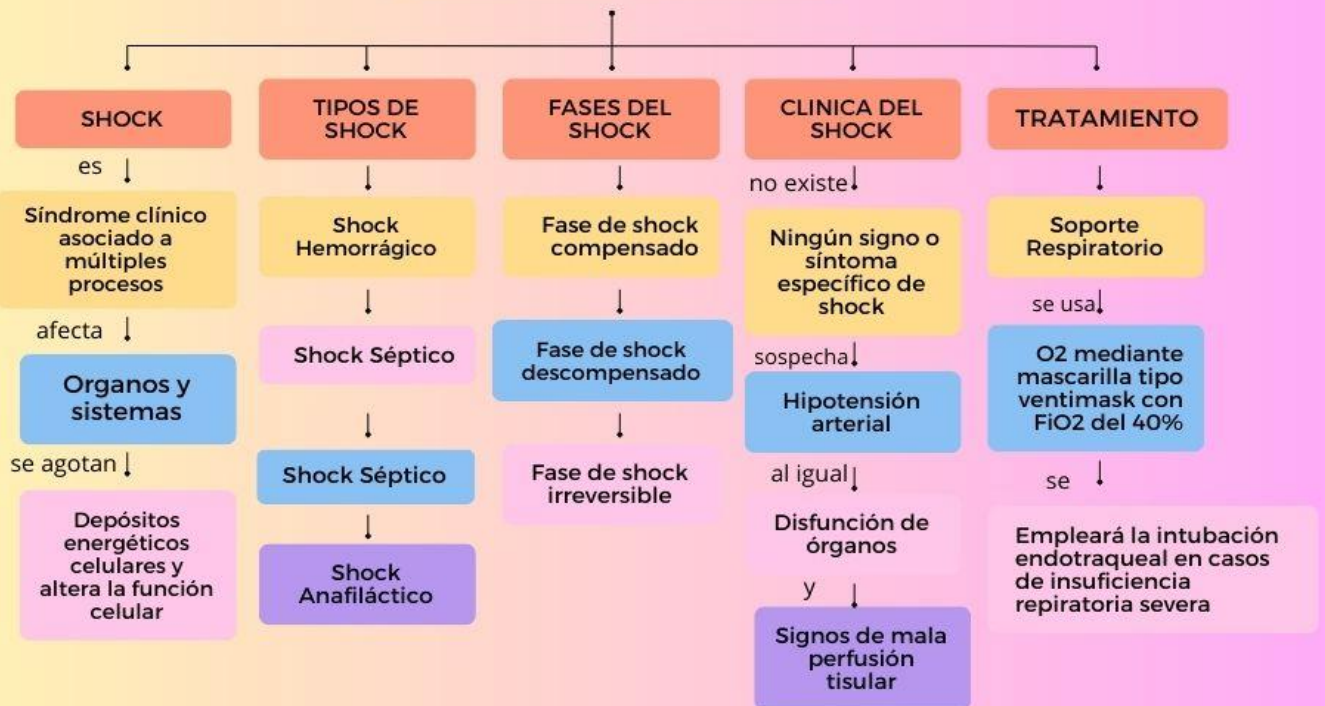 SHOCK
es
Síndrome clínico
asociado a
múltiples
procesos
afecta
Organos y
sistemas
se agotan
Depósitos
energéticos
celulares y
altera la función
celular
TIPOS DE
SHOCK
Shock
Hemorrágico
Shock Séptico
Shock Séptico
Shock
Anafiláctico
FASES DEL
SHOCK
Fase de shock
compensado
Fase de shock
descompensado
Fase de shock
irreversible
CLINICA DEL
SHOCK
no existe
Ningún signo o
síntoma
específico de
shock
sospecha
Hipotensión
arterial
al igual
Disfunción de
órganos
y
Signos de mala
perfusión
tisular
TRATAMIENTO
Soporte
Respiratorio
se usa
O2 mediante
mascarilla tipo
ventimask con
FiO2 del 40%
se
Empleará la intubación
endotraqueal en casos
de insuficiencia
repiratoria severa